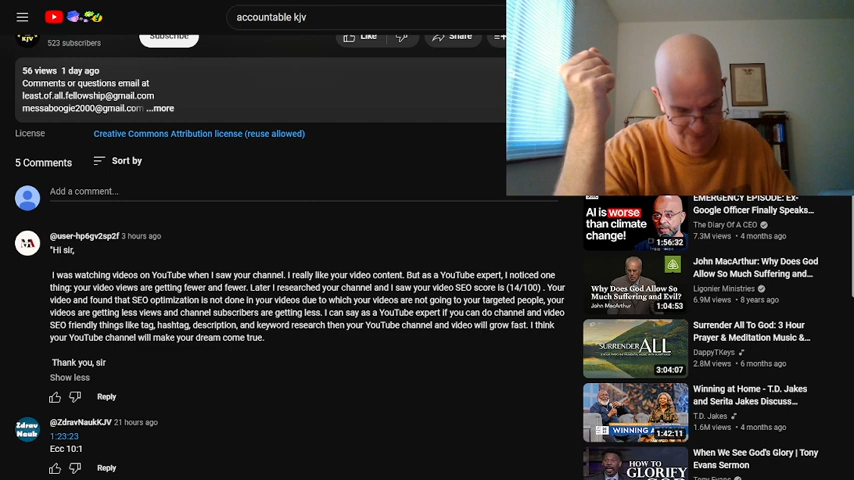 accountable kjv
KJV
523 subscribers
Subscribe
Like
Share
56 views 1 day ago
Comments or questions email at
least.of.all.fellowship@gmail.com
messaboogie2000@gmail.com ...more
License
Creative Commons Attribution license (reuse allowed)
5 Comments
Sort by
Add a comment...
@user-hp6gv2sp2f 3 hours ago
"Hi sir,
I was watching videos on YouTube when I saw your channel. I really like your video content. But as a YouTube expert, I noticed one
thing: your video views are getting fewer and fewer. Later I researched your channel and I saw your video SEO score is (14/100) . Your
video and found that SEO optimization is not done in your videos due to which your videos are not going to your targeted people, your
videos are getting less views and channel subscribers are getting less. I can say as a YouTube expert if you can do channel and video
SEO friendly things like tag, hashtag, description, and keyword research then your YouTube channel and video will grow fast. I think
your YouTube channel will make your dream come true.
Thank you, sir
Show less
Reply
ZdravNauk
@ZdravNaukKJV 21 hours ago
1:23:23
Ecc 10:1
Reply
AI is worse
than climate
change!
1:56:32
EMERGENCY EPISODE: Ex-
Google Officer Finally Speaks...
The Diary Of A CEO
7.3M views • 4 months ago
Why Does God Allow
So Much Suffering and Evil?
JOHN MACARTHUR
1:04:53
John MacArthur: Why Does God
Allow So Much Suffering and...
Ligonier Ministries
6.9M views • 8 years ago
SURRENDER ALL
3:04:07
Surrender All To God: 3 Hour
Prayer & Meditation Music &...
DappyTKeys
2.8M views • 6 months ago
WINNING A
1:42:11
Winning at Home - T.D. Jakes
and Serita Jakes Discuss...
T.D. Jakes
1.6M views • 4 months ago
HOW TO
GLORIFY
When We See God's Glory | Tony
Evans Sermon
Tony Evans